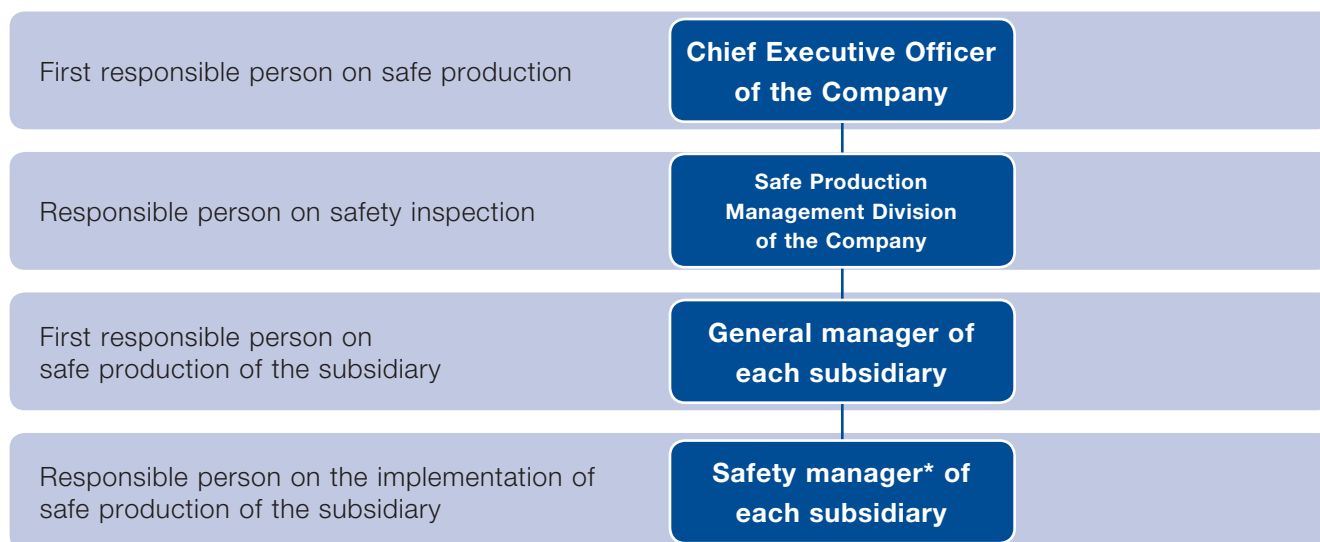 First responsible person on safe production
Chief Executive Officer
of the Company
Responsible person on safety inspection
Safe Production
Management Division
of the Company
First responsible person on
safe production of the subsidiary
General manager of
each subsidiary
Responsible person on the implementation of
safe production of the subsidiary
Safety manager* of
each subsidiary